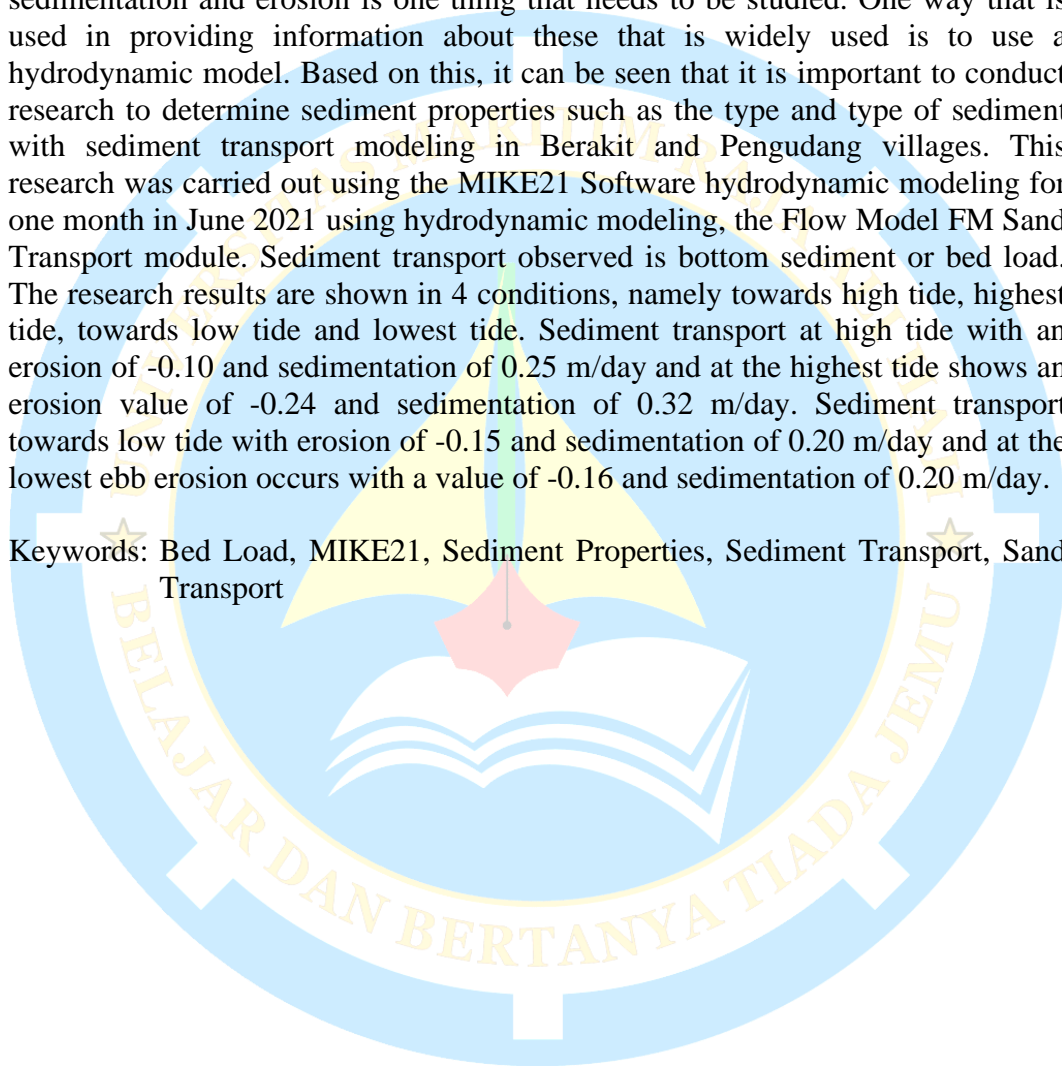 sedimentation and erosion is one thing that needs to be studied. One way that is
used in providing information about these that is widely used is to use a
hydrodynamic model. Based on this, it can be seen that it is important to conduct
research to determine sediment properties such as the type and type of sediment
with sediment transport modeling in Berakit and Pengudang villages. This
research was carried out using the MIKE21 Software hydrodynamic modeling for
one month in June 2021 using hydrodynamic modeling, the Flow Model FM Sand
Transport module. Sediment transport observed is bottom sediment or bed load.
The research results are shown in 4 conditions, namely towards high tide, highest
tide, towards low tide and lowest tide. Sediment transport at high tide with an
erosion of -0.10 and sedimentation of 0.25 m/day and at the highest tide shows an
erosion value of -0.24 and sedimentation of 0.32 m/day. Sediment transport
towards low tide with erosion of -0.15 and sedimentation of 0.20 m/day and at the
lowest ebb erosion occurs with a value of -0.16 and sedimentation of 0.20 m/day.
Keywords: Bed Load, MIKE21, Sediment Properties, Sediment Transport, Sand
Transport
UNIVERSITAS MARITIM RAJA ALI HAJI
BELAJAR DAN BERTANYA TIADA JEMU